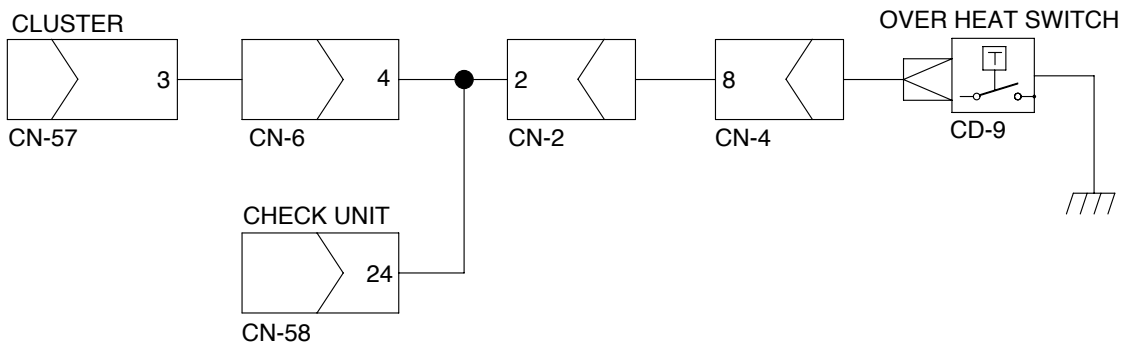 CLUSTER
OVER HEAT SWITCH
T
3
4
2
8
CN-57
CN-6
CN-2
CN-4
CD-9
CHECK UNIT
24
CN-58